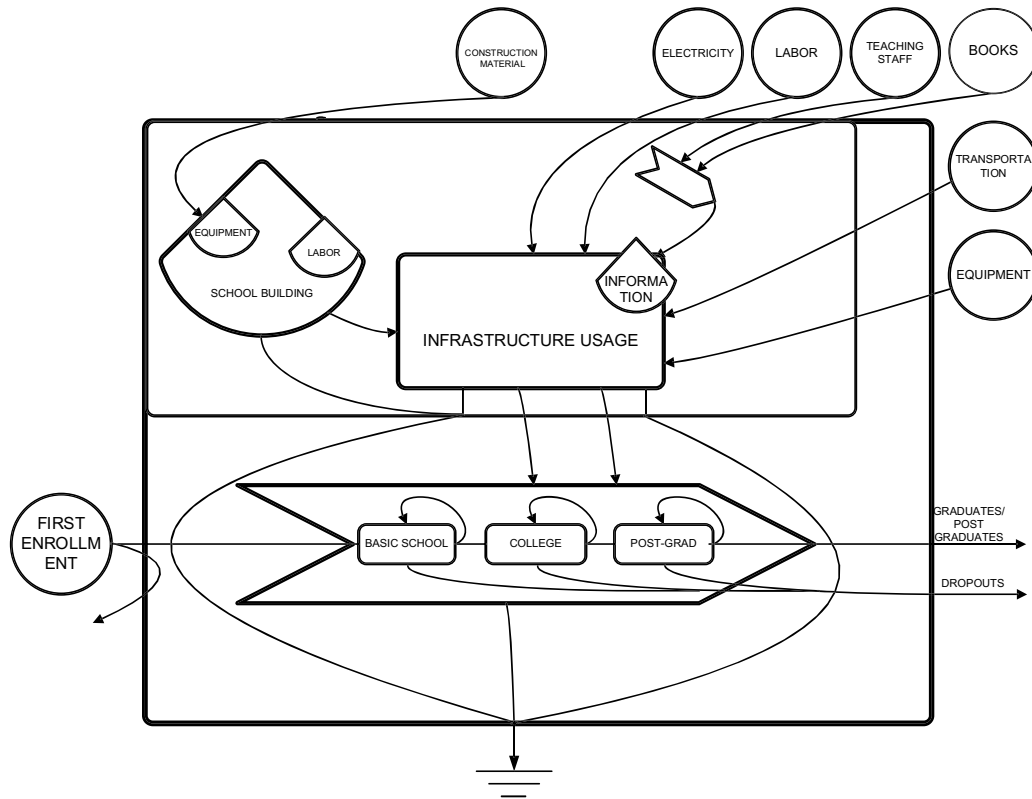 CONSTRUCTION
MATERIAL
ELECTRICITY
LABOR
TEACHING
STAFF
BOOKS
TRANSPORTA
TION
EQUIPMENT
LABOR
SCHOOL BUILDING
INFORMA
TION
EQUIPMENT
INFRASTRUCTURE USAGE
FIRST
ENROLLM
ENT
BASIC SCHOOL
COLLEGE
POST-GRAD
GRADUATES/
POST
GRADUATES
DROPOUTS